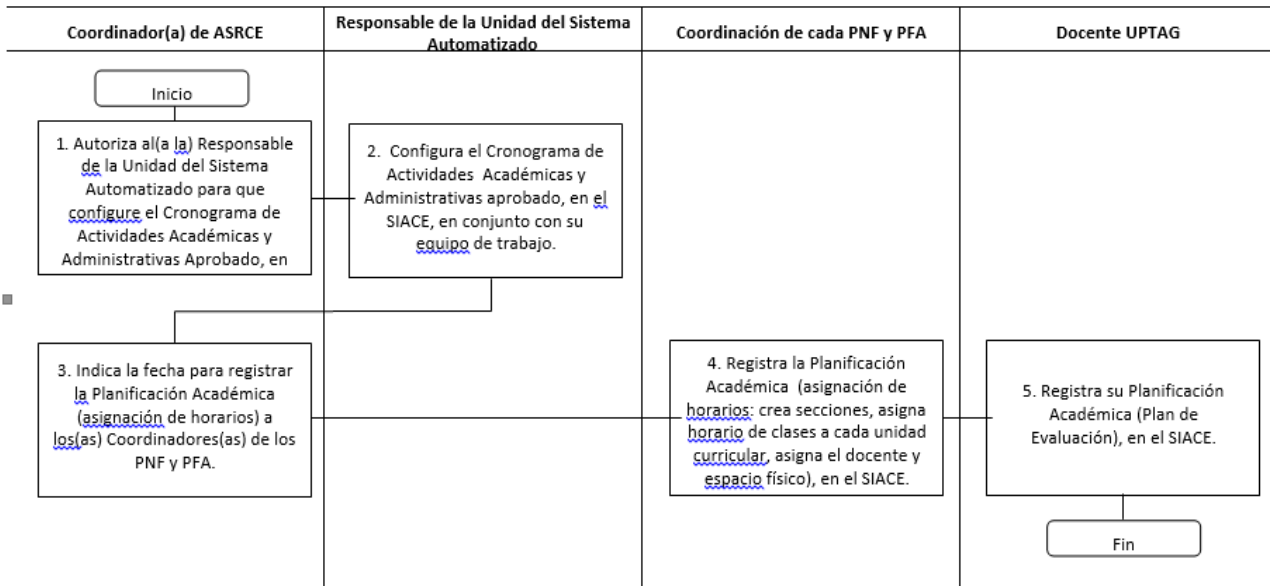 Coordinador(a) de ASRCE
Responsable de la Unidad del Sistema
Automatizado
Coordinación de cada PNF y PFA
Docente UPTAG
Inicio
1. Autoriza al(a la) Responsable
de la Unidad del Sistema
Automatizado para que
configure el Cronograma de
Actividades Académicas y
Administrativas Aprobado, en
2. Configura el Cronograma de
Actividades Académicas y
Administrativas aprobado, en el
SIACE, en conjunto con su
equipo de trabajo.
3. Indica la fecha para registrar
la Planificación Académica
(asignación de horarios) a
los(as) Coordinadores(as) de los
PNF y PFA.
4. Registra la Planificación
Académica (asignación de
horarios: crea secciones, asigna
horario de clases a cada unidad
curricular, asigna el docente y
espacio físico), en el SIACE.
5. Registra su Planificación
Académica (Plan de
Evaluación), en el SIACE.
Fin